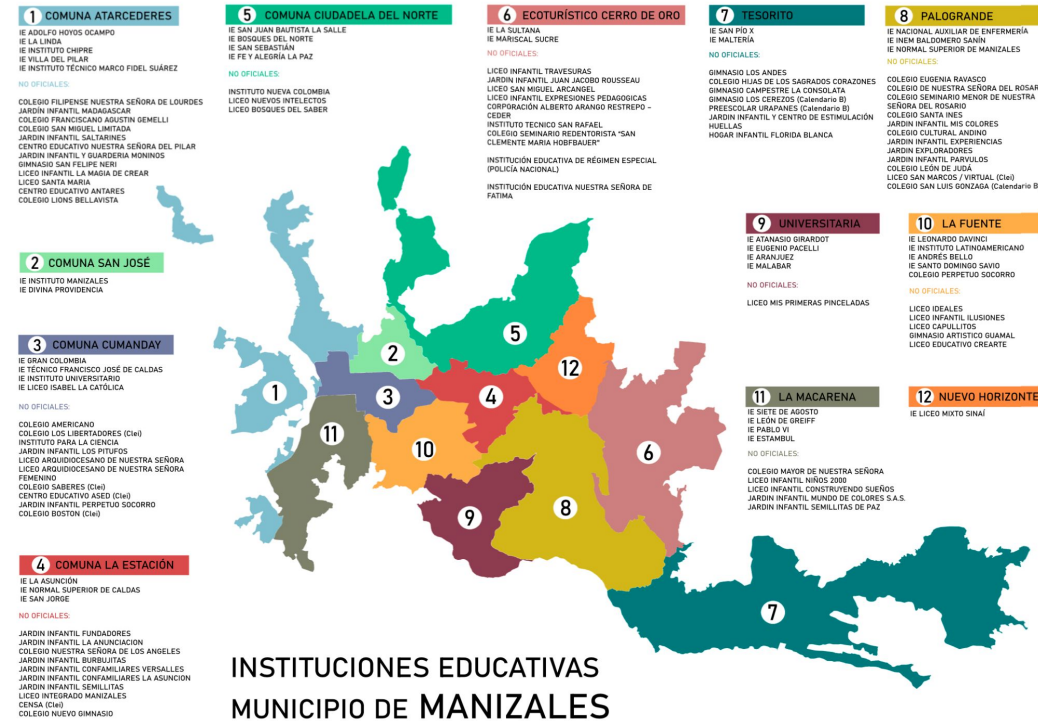 1 COMUNA ATARCEDERES
IE ADOLFO HOYOS OCAMPO
IE LA LINDA
IE INSTITUTO CHIPRE
IE VILLA DEL PILAR
IE INSTITUTO TÉCNICO MARCO FIDEL SUÁREZ
NO OFICIALES:
COLEGIO FILIPENSE NUESTRA SEÑORA DE LOURDES
JARDÍN INFANTIL MADAGASCAR
COLEGIO FRANCISCANO AGUSTIN GEMELLI
COLEGIO SAN MIGUEL LIMITADA
JARDIN INFANTIL SALTARINES
CENTRO EDUCATIVO NUESTRA SEÑORA DEL PILAR
JARDIN INFANTIL Y GUARDERIA MONINOS
GIMNASIO SAN FELIPE NERI
LICEO INFANTIL LA MAGIA DE CREAR
LICEO SANTA MARIA
CENTRO EDUCATIVO ANTARES
COLEGIO LIONS BELLAVISTA
2 COMUNA SAN JOSÉ
IE INSTITUTO MANIZALES
IE DIVINA PROVIDENCIA
3 COMUNA CUMANDAY
IE GRAN COLOMBIA
IE TÉCNICO FRANCISCO JOSÉ DE CALDAS
IE INSTITUTO UNIVERSITARIO
IE LICEO ISABEL LA CATÓLICA
NO OFICIALES:
COLEGIO AMERICANO
COLEGIO LOS LIBERTADORES (Clei)
INSTITUTO PARA LA CIENCIA
JARDIN INFANTIL LOS PITUFOS
LICEO ARQUIDIOCESANO DE NUESTRA SEÑORA
LICEO ARQUIDIOCESANO DE NUESTRA SEÑORA
FEMENINO
COLEGIO SABERES (Clei)
CENTRO EDUCATIVO ASED (Clei)
JARDIN INFANTIL PERPETUO SOCORRO
COLEGIO BOSTON (Clei)
4 COMUNA LA ESTACIÓN
IE LA ASUNCIÓN
IE NORMAL SUPERIOR DE CALDAS
IE SAN JORGE
NO OFICIALES:
JARDIN INFANTIL FUNDADORES
JARDIN INFANTIL LA ANUNCIACION
COLEGIO NUESTRA SEÑORA DE LOS ANGELES
JARDIN INFANTIL BURBUJITAS
JARDIN INFANTIL CONFAMILIARES VERSALLES
JARDIN INFANTIL CONFAMILIARES LA ASUNCION
JARDIN INFANTIL SEMILLITAS
LICEO INTEGRADO MANIZALES
CENSA (Clei)
COLEGIO NUEVO GIMNASIO
5 COMUNA CIUDADELA DEL NORTE
IE SAN JUAN BAUTISTA LA SALLE
IE BOSQUES DEL NORTE
IE SAN SEBASTIÁN
IE FE Y ALEGRÍA LA PAZ
INSTITUTO NUEVA COLOMBIA
LICEO NUEVOS INTELECTOS
LICEO BOSQUES DEL SABER
6 ECOTURÍSTICO CERRO DE ORO
IE LA SULTANA
IE MARISCAL SUCRE
NO OFICIALES:
LICEO INFANTIL TRAVESURAS
JARDIN INFANTIL JUAN JACOBO ROUSSEAU
LICEO SAN MIGUEL ARCANGEL
LICEO INFANTIL EXPRESIONES PEDAGOGICAS
CORPORACIÓN ALBERTO ARANGO RESTREPO –
CEDER
INSTITUTO TECNICO SAN RAFAEL
COLEGIO SEMINARIO REDENTORISTA "SAN
CLEMENTE MARIA HOBFBAUER"
INSTITUCIÓN EDUCATIVA DE RÉGIMEN ESPECIAL
(POLICÍA NACIONAL)
INSTITUCIÓN EDUCATIVA NUESTRA SEÑORA DE
FATIMA
7 TESORITO
IE SAN PÍO X
IE MALTERÍA
NO OFICIALES:
GIMNASIO LOS ANDES
COLEGIO HIJAS DE LOS SAGRADOS CORAZONES
GIMNASIO CAMPESTRE LA CONSOLATA
GIMNASIO LOS CEREZOS (Calendario B)
PREESCOLAR URAPANES (Calendario B)
JARDIN INFANTIL Y CENTRO DE ESTIMULACIÓN
HUELLAS
HOGAR INFANTIL FLORIDA BLANCA
8 PALOGRANDE
IE NACIONAL AUXILIAR DE ENFERMERÍA
IE INEM BALDOMERO SANÍN
IE NORMAL SUPERIOR DE MANIZALES
NO OFICIALES:
COLEGIO EUGENIA RAVASCO
COLEGIO DE NUESTRA SEÑORA DEL ROSAR
COLEGIO SEMINARIO MENOR DE NUESTRA
SEÑORA DEL ROSARIO
COLEGIO SANTA INES
JARDIN INFANTIL MIS COLORES
COLEGIO CULTURAL ANDINO
JARDIN INFANTIL EXPERIENCIAS
JARDIN EXPLORADORES
JARDIN INFANTIL PARVULOS
COLEGIO LEÓN DE JUDÁ
LICEO SAN MARCOS / VIRTUAL (Clei)
COLEGIO SAN LUIS GONZAGA (Calendario B
9 UNIVERSITARIA
IE ATANASIO GIRARDOT
IE EUGENIO PACELLI
IE ARANJUEZ
IE MALABAR
NO OFICIALES:
LICEO MIS PRIMERAS PINCELADAS
10 LA FUENTE
IE LEONARDO DAVINCI
IE INSTITUTO LATINOAMERICANO
IE ANDRÉS BELLO
IE SANTO DOMINGO SAVIO
COLEGIO PERPETUO SOCORRO
NO OFICIALES:
LICEO IDEALES
LICEO INFANTIL ILUSIONES
LICEO CAPULLITOS
GIMNASIO ARTISTICO GUAMAL
LICEO EDUCATIVO CREARTE
11 LA MACARENA
IE SIETE DE AGOSTO
IE LEÓN DE GREIFF
IE PABLO VI
IE ESTAMBUL
NO OFICIALES:
COLEGIO MAYOR DE NUESTRA SEÑORA
LICEO INFANTIL NIÑOS 2000
LICEO INFANTIL CONSTRUYENDO SUEÑOS
JARDIN INFANTIL MUNDO DE COLORES S.A.S.
JARDIN INFANTIL SEMILLITAS DE PAZ
12 NUEVO HORIZONTE
IE LICEO MIXTO SINAÍ
5
2
12
1
3
4
11
10
6
9
8
7
INSTITUCIONES EDUCATIVAS
MUNICIPIO DE MANIZALES